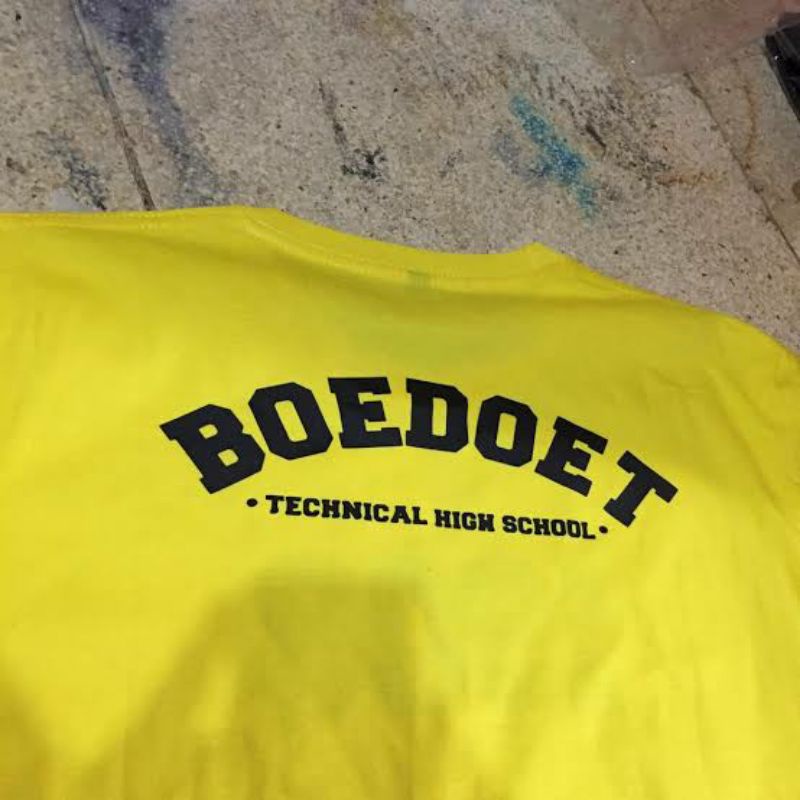 BOEDOET
• TECHNICAL HIGH SCHOOL •